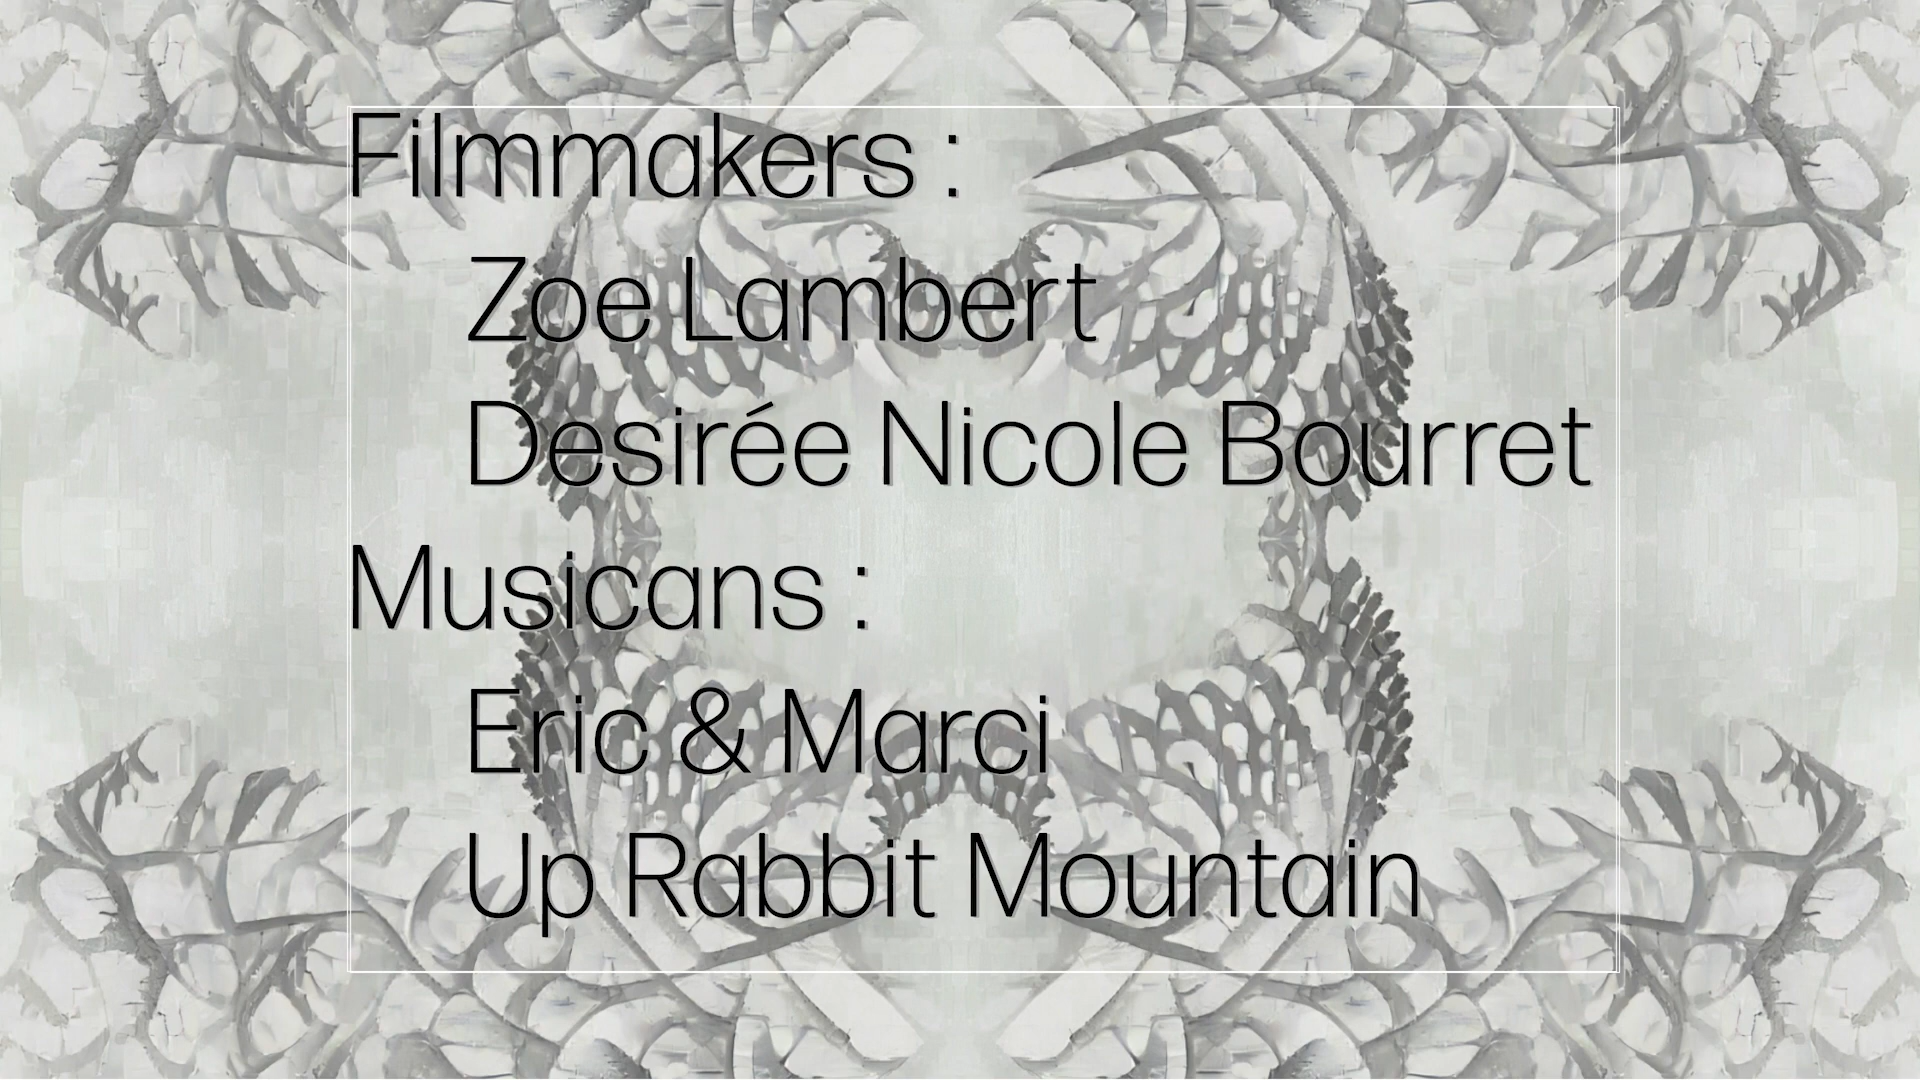 Filmmakers :
Zoe Lambert
Desirée Nicole Bourret
Musicans :
Eric & Marci
Up Rabbit Mountain